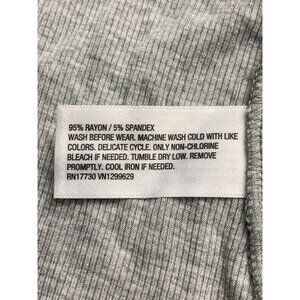 95% RAYON / 5% SPANDEX
WASH BEFORE WEAR. MACHINE WASH COLD WITH LIKE
COLORS. DELICATE CYCLE. ONLY NON-CHLORINE
BLEACH IF NEEDED. TUMBLE DRY LOW. REMOVE
PROMPTLY. COOL IRON IF NEEDED.
RN17730 VN1299629